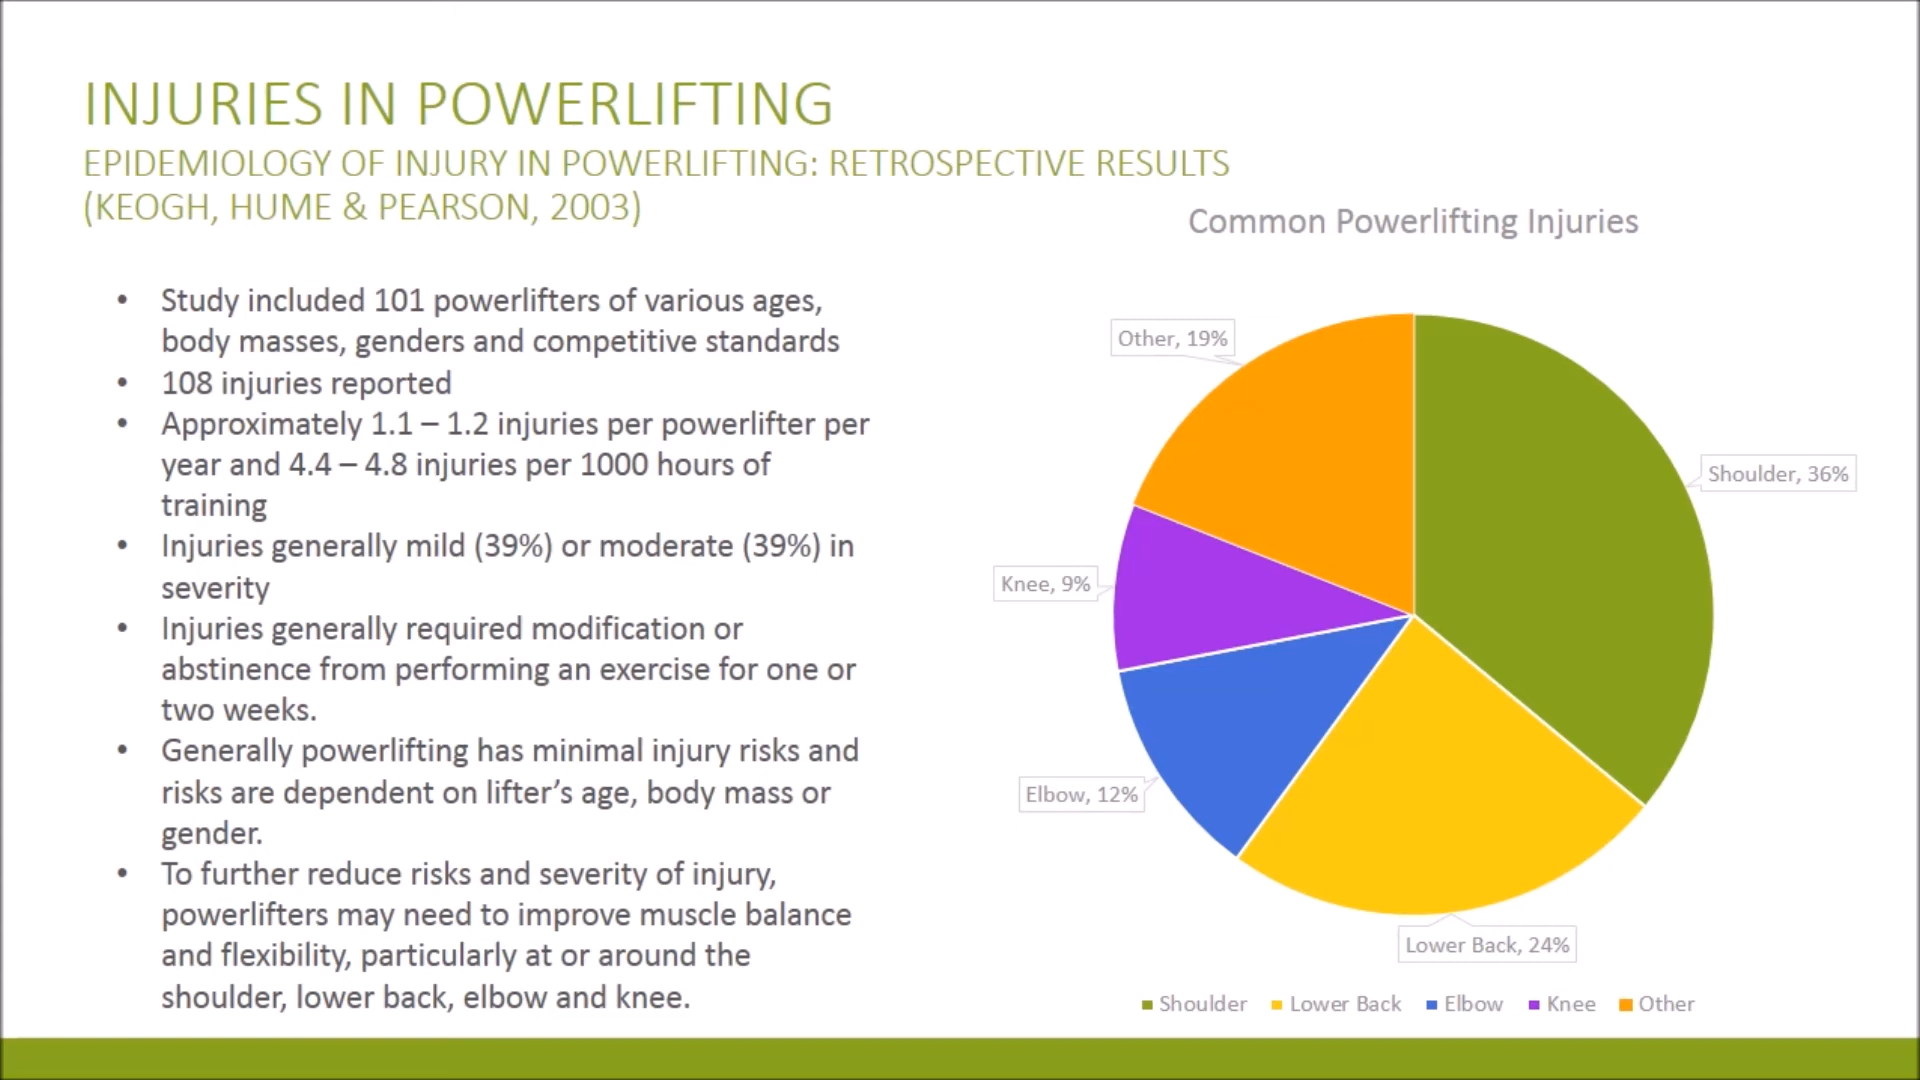 INJURIES IN POWERLIFTING
EPIDEMIOLOGY OF INJURY IN POWERLIFTING: RETROSPECTIVE RESULTS
(KEOGH, HUME & PEARSON, 2003)
• Study included 101 powerlifters of various ages,
body masses, genders and competitive standards
• 108 injuries reported
• Approximately 1.1 – 1.2 injuries per powerlifter per
year and 4.4 – 4.8 injuries per 1000 hours of
training
• Injuries generally mild (39%) or moderate (39%) in
severity
• Injuries generally required modification or
abstinence from performing an exercise for one or
two weeks.
• Generally powerlifting has minimal injury risks and
risks are dependent on lifter’s age, body mass or
gender.
• To further reduce risks and severity of injury,
powerlifters may need to improve muscle balance
and flexibility, particularly at or around the
shoulder, lower back, elbow and knee.
Common Powerlifting Injuries
Other, 19%
Shoulder, 36%
Knee, 9%
Elbow, 12%
Lower Back, 24%
Shoulder Lower Back Elbow Knee Other